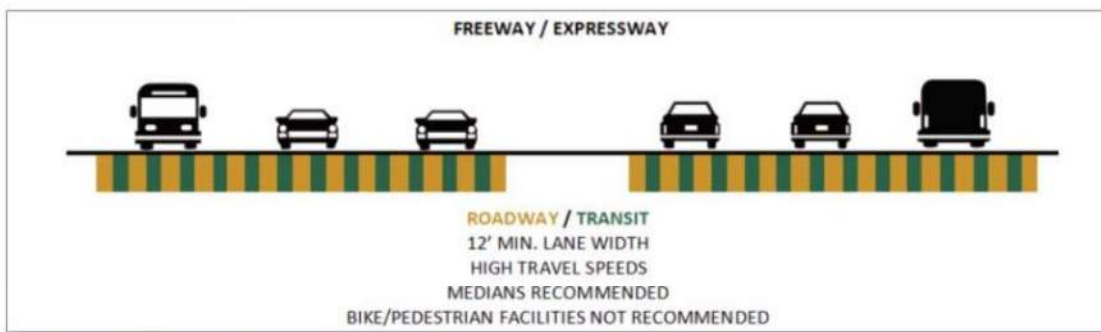 FREEWAY / EXPRESSWAY
ROADWAY / TRANSIT
12' MIN. LANE WIDTH
HIGH TRAVEL SPEEDS
MEDIANS RECOMMENDED
BIKE/PEDESTRIAN FACILITIES NOT RECOMMENDED